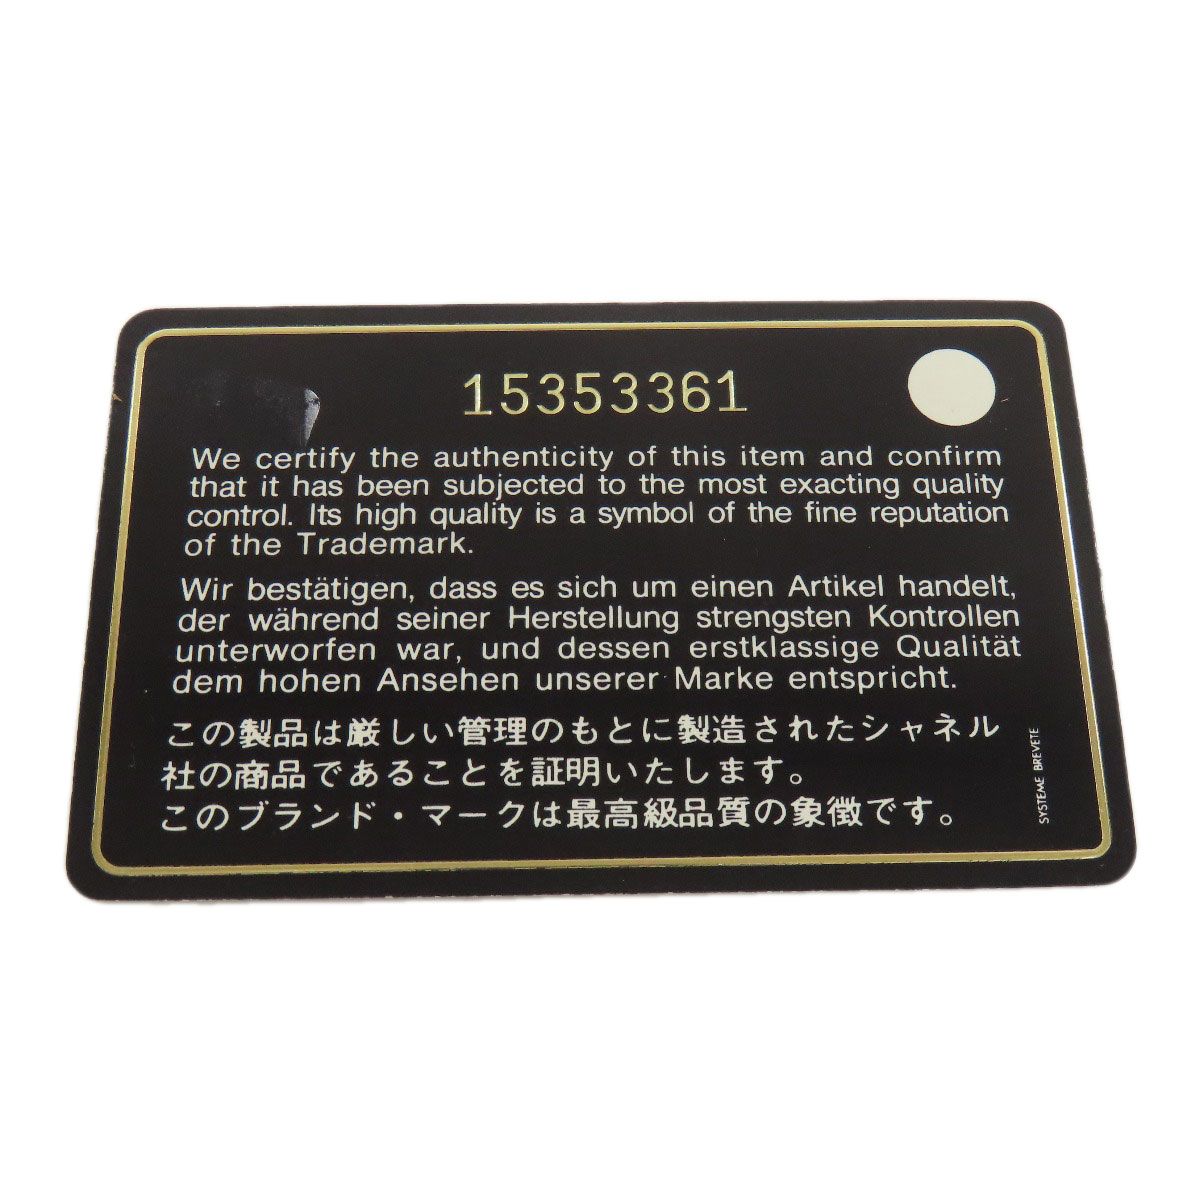 15353361
We certify the authenticity of this item and confirm
that it has been subjected to the most exacting quality
control. Its high quality is a symbol of the fine reputation
of the Trademark.
Wir bestätigen, dass es sich um einen Artikel handelt,
der während seiner Herstellung strengsten Kontrollen
unterworfen war, und dessen erstklassige Qualität
dem hohen Ansehen unserer Marke entspricht.
この製品は厳しい管理のもとに製造されたシャネル
社の商品であることを証明いたします。
このブランド・マークは最高級品質の象徴です。
SYSTEME BREVETE